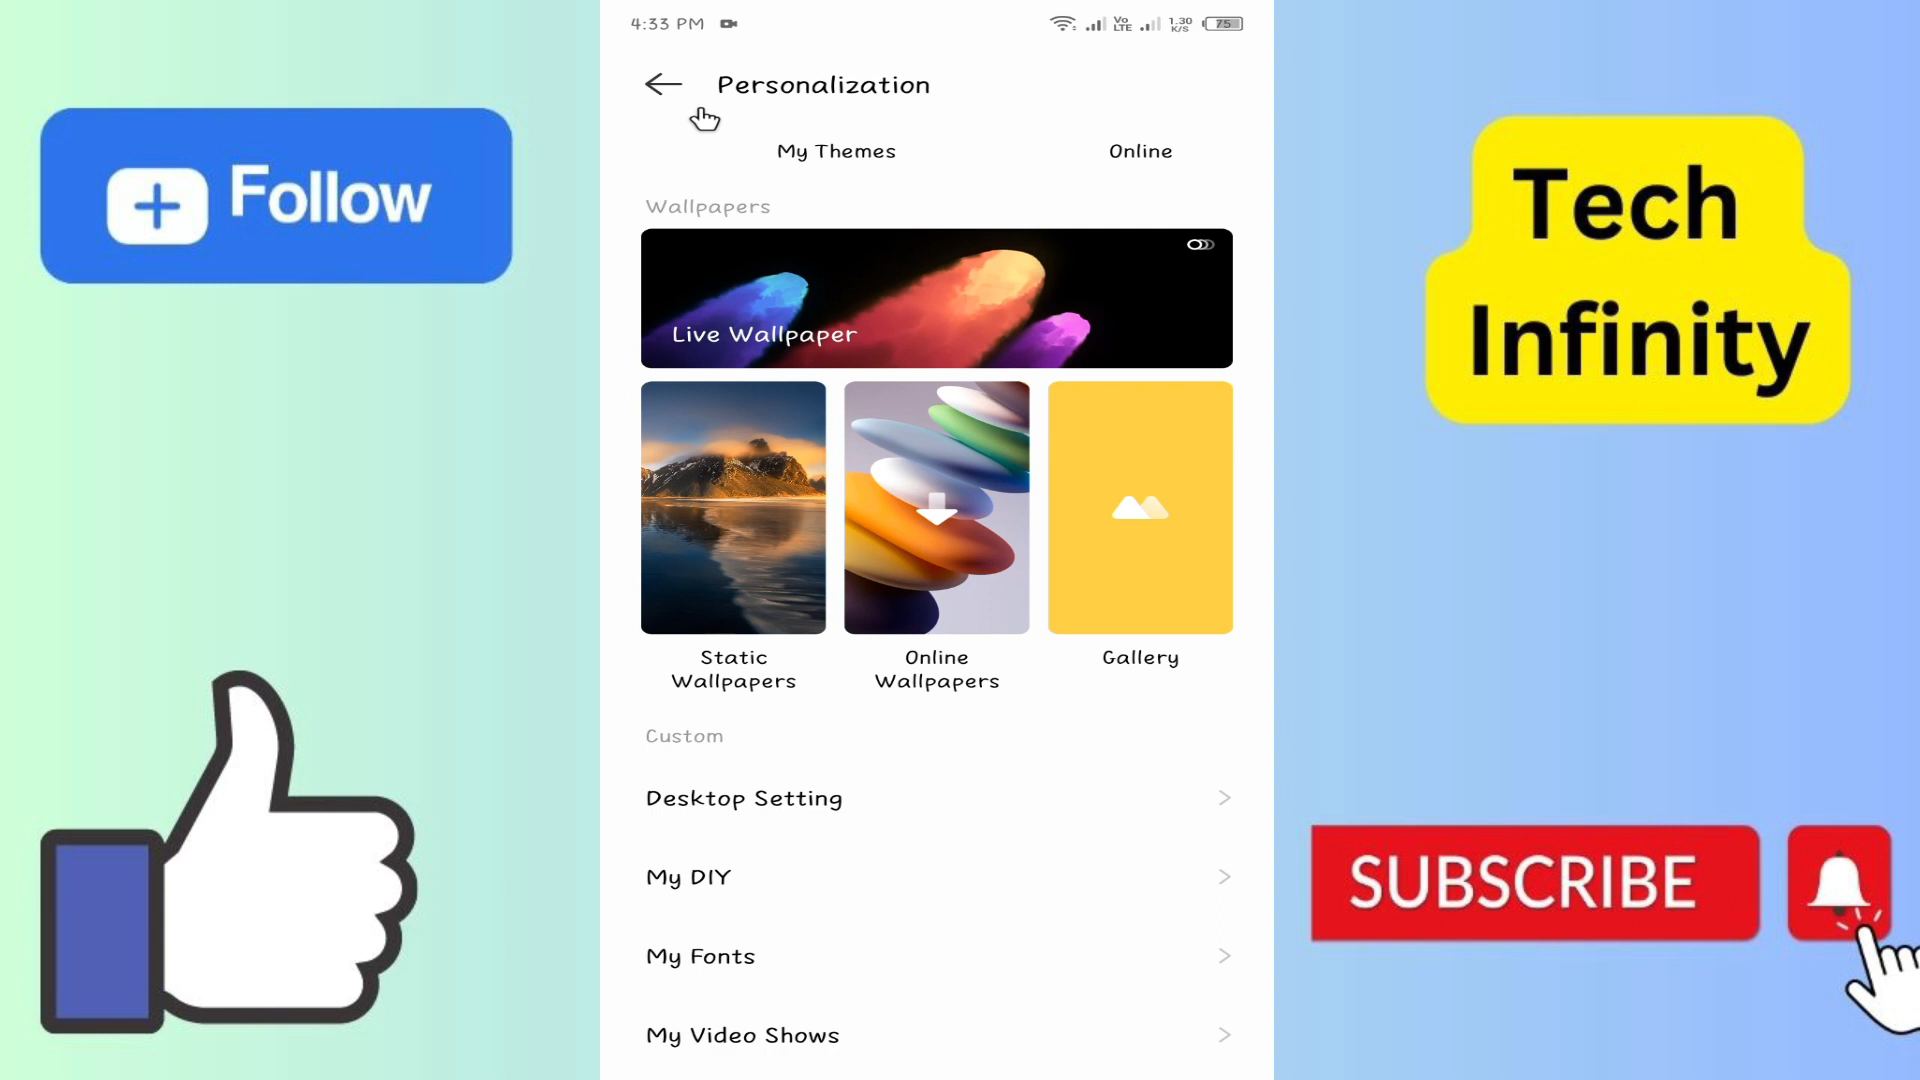 4:33 PM
Vo LTE
1.30 K/S
75
Follow
Personalization
My Themes
Online
Wallpapers
Live Wallpaper
Static
Wallpapers
Online
Wallpapers
Gallery
Custom
Desktop Setting
My DIY
My Fonts
My Video Shows
Tech
Infinity
SUBSCRIBE